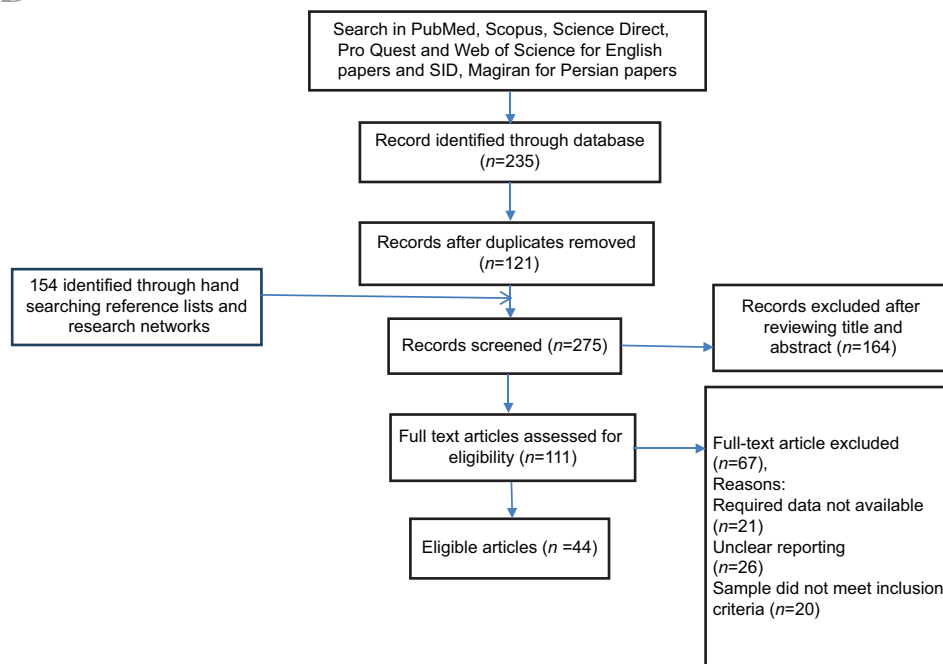 Search in PubMed, Scopus, Science Direct,
Pro Quest and Web of Science for English
papers and SID, Magiran for Persian papers
Record identified through database
(n=235)
Records after duplicates removed
(n=121)
154 identified through hand
searching reference lists and
research networks
Records screened (n=275)
Records excluded after
reviewing title and
abstract (n=164)
Full text articles assessed for
eligibility (n=111)
Full-text article excluded
(n=67),
Reasons:
Required data not available
(n=21)
Unclear reporting
(n=26)
Sample did not meet inclusion
criteria (n=20)
Eligible articles (n =44)